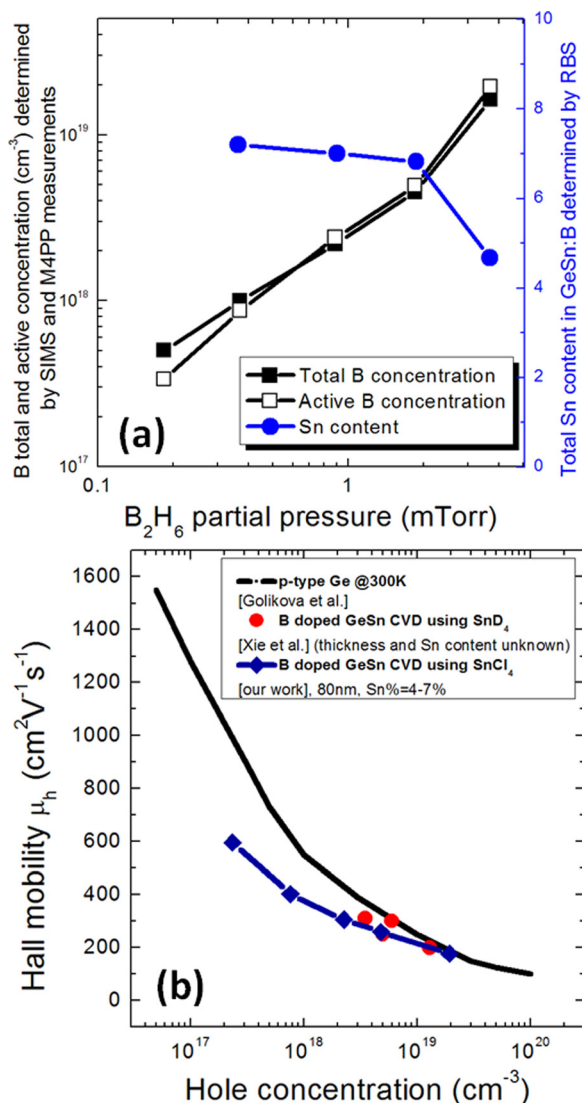 B total and active concentration (cm⁻³) determined
by SIMS and M4PP measurements
10¹⁹
10¹⁸
10¹⁷
10
8
6
4
2
0
Total Sn content in GeSn:B determined by RBS
Total B concentration
Active B concentration
Sn content
(a)
0.1
1
B₂H₆ partial pressure (mTorr)
Hall mobility μₕ (cm²V⁻¹s⁻¹)
1600
1400
1200
1000
800
600
400
200
0
p-type Ge @300K
[Golikova et al.]
B doped GeSn CVD using SnD₄
[Xie et al.] (thickness and Sn content unknown)
B doped GeSn CVD using SnCl₄
[our work], 80nm, Sn%=4-7%
(b)
10¹⁷
10¹⁸
10¹⁹
10²⁰
Hole concentration (cm⁻³)